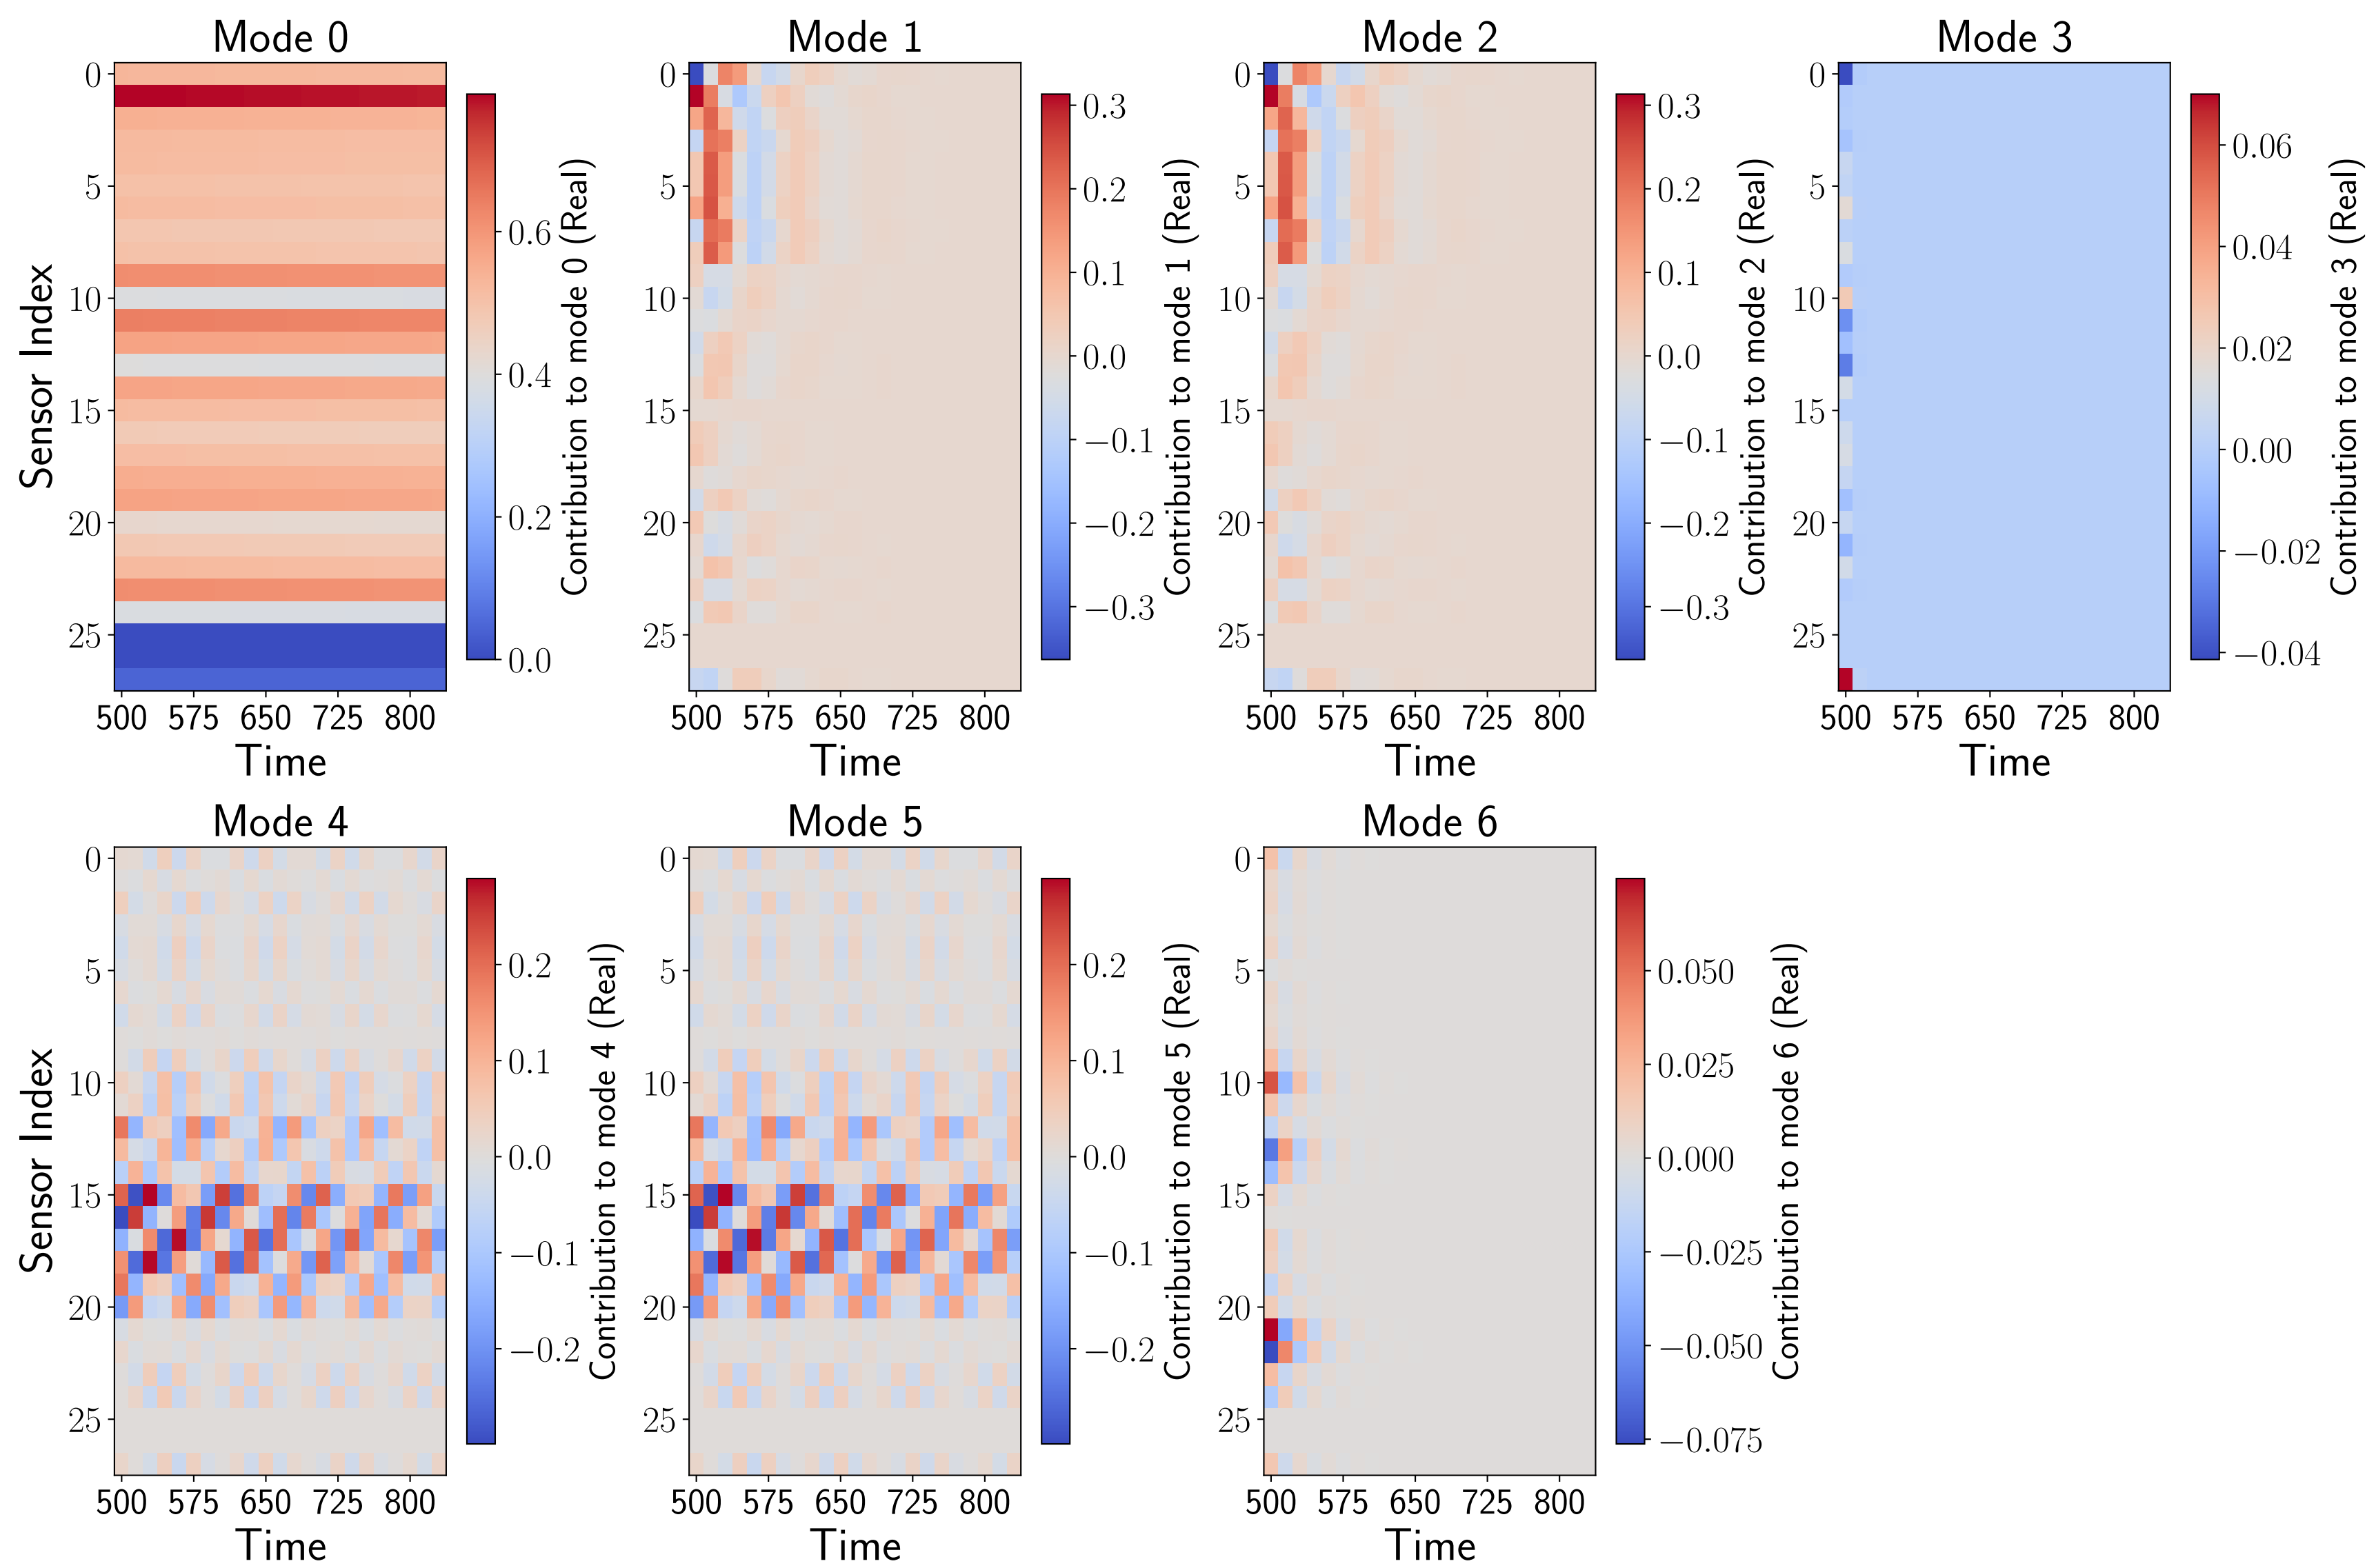 Mode 0
Mode 1
Mode 2
Mode 3
Sensor Index
0
5
10
15
20
25
500 575 650 725 800
Time
0.6
0.4
0.2
0.0
Contribution to mode 0 (Real)
0
5
10
15
20
25
500 575 650 725 800
Time
0.3
0.2
0.1
0.0
−0.1
−0.2
−0.3
Contribution to mode 1 (Real)
0
5
10
15
20
25
500 575 650 725 800
Time
0.3
0.2
0.1
0.0
−0.1
−0.2
−0.3
Contribution to mode 2 (Real)
0
5
10
15
20
25
500 575 650 725 800
Time
0.06
0.04
0.02
0.00
−0.02
−0.04
Contribution to mode 3 (Real)
Mode 4
Mode 5
Mode 6
Sensor Index
0
5
10
15
20
25
500 575 650 725 800
Time
0.2
0.1
0.0
−0.1
−0.2
Contribution to mode 4 (Real)
0
5
10
15
20
25
500 575 650 725 800
Time
0.2
0.1
0.0
−0.1
−0.2
Contribution to mode 5 (Real)
0
5
10
15
20
25
500 575 650 725 800
Time
0.050
0.025
0.000
−0.025
−0.050
−0.075
Contribution to mode 6 (Real)